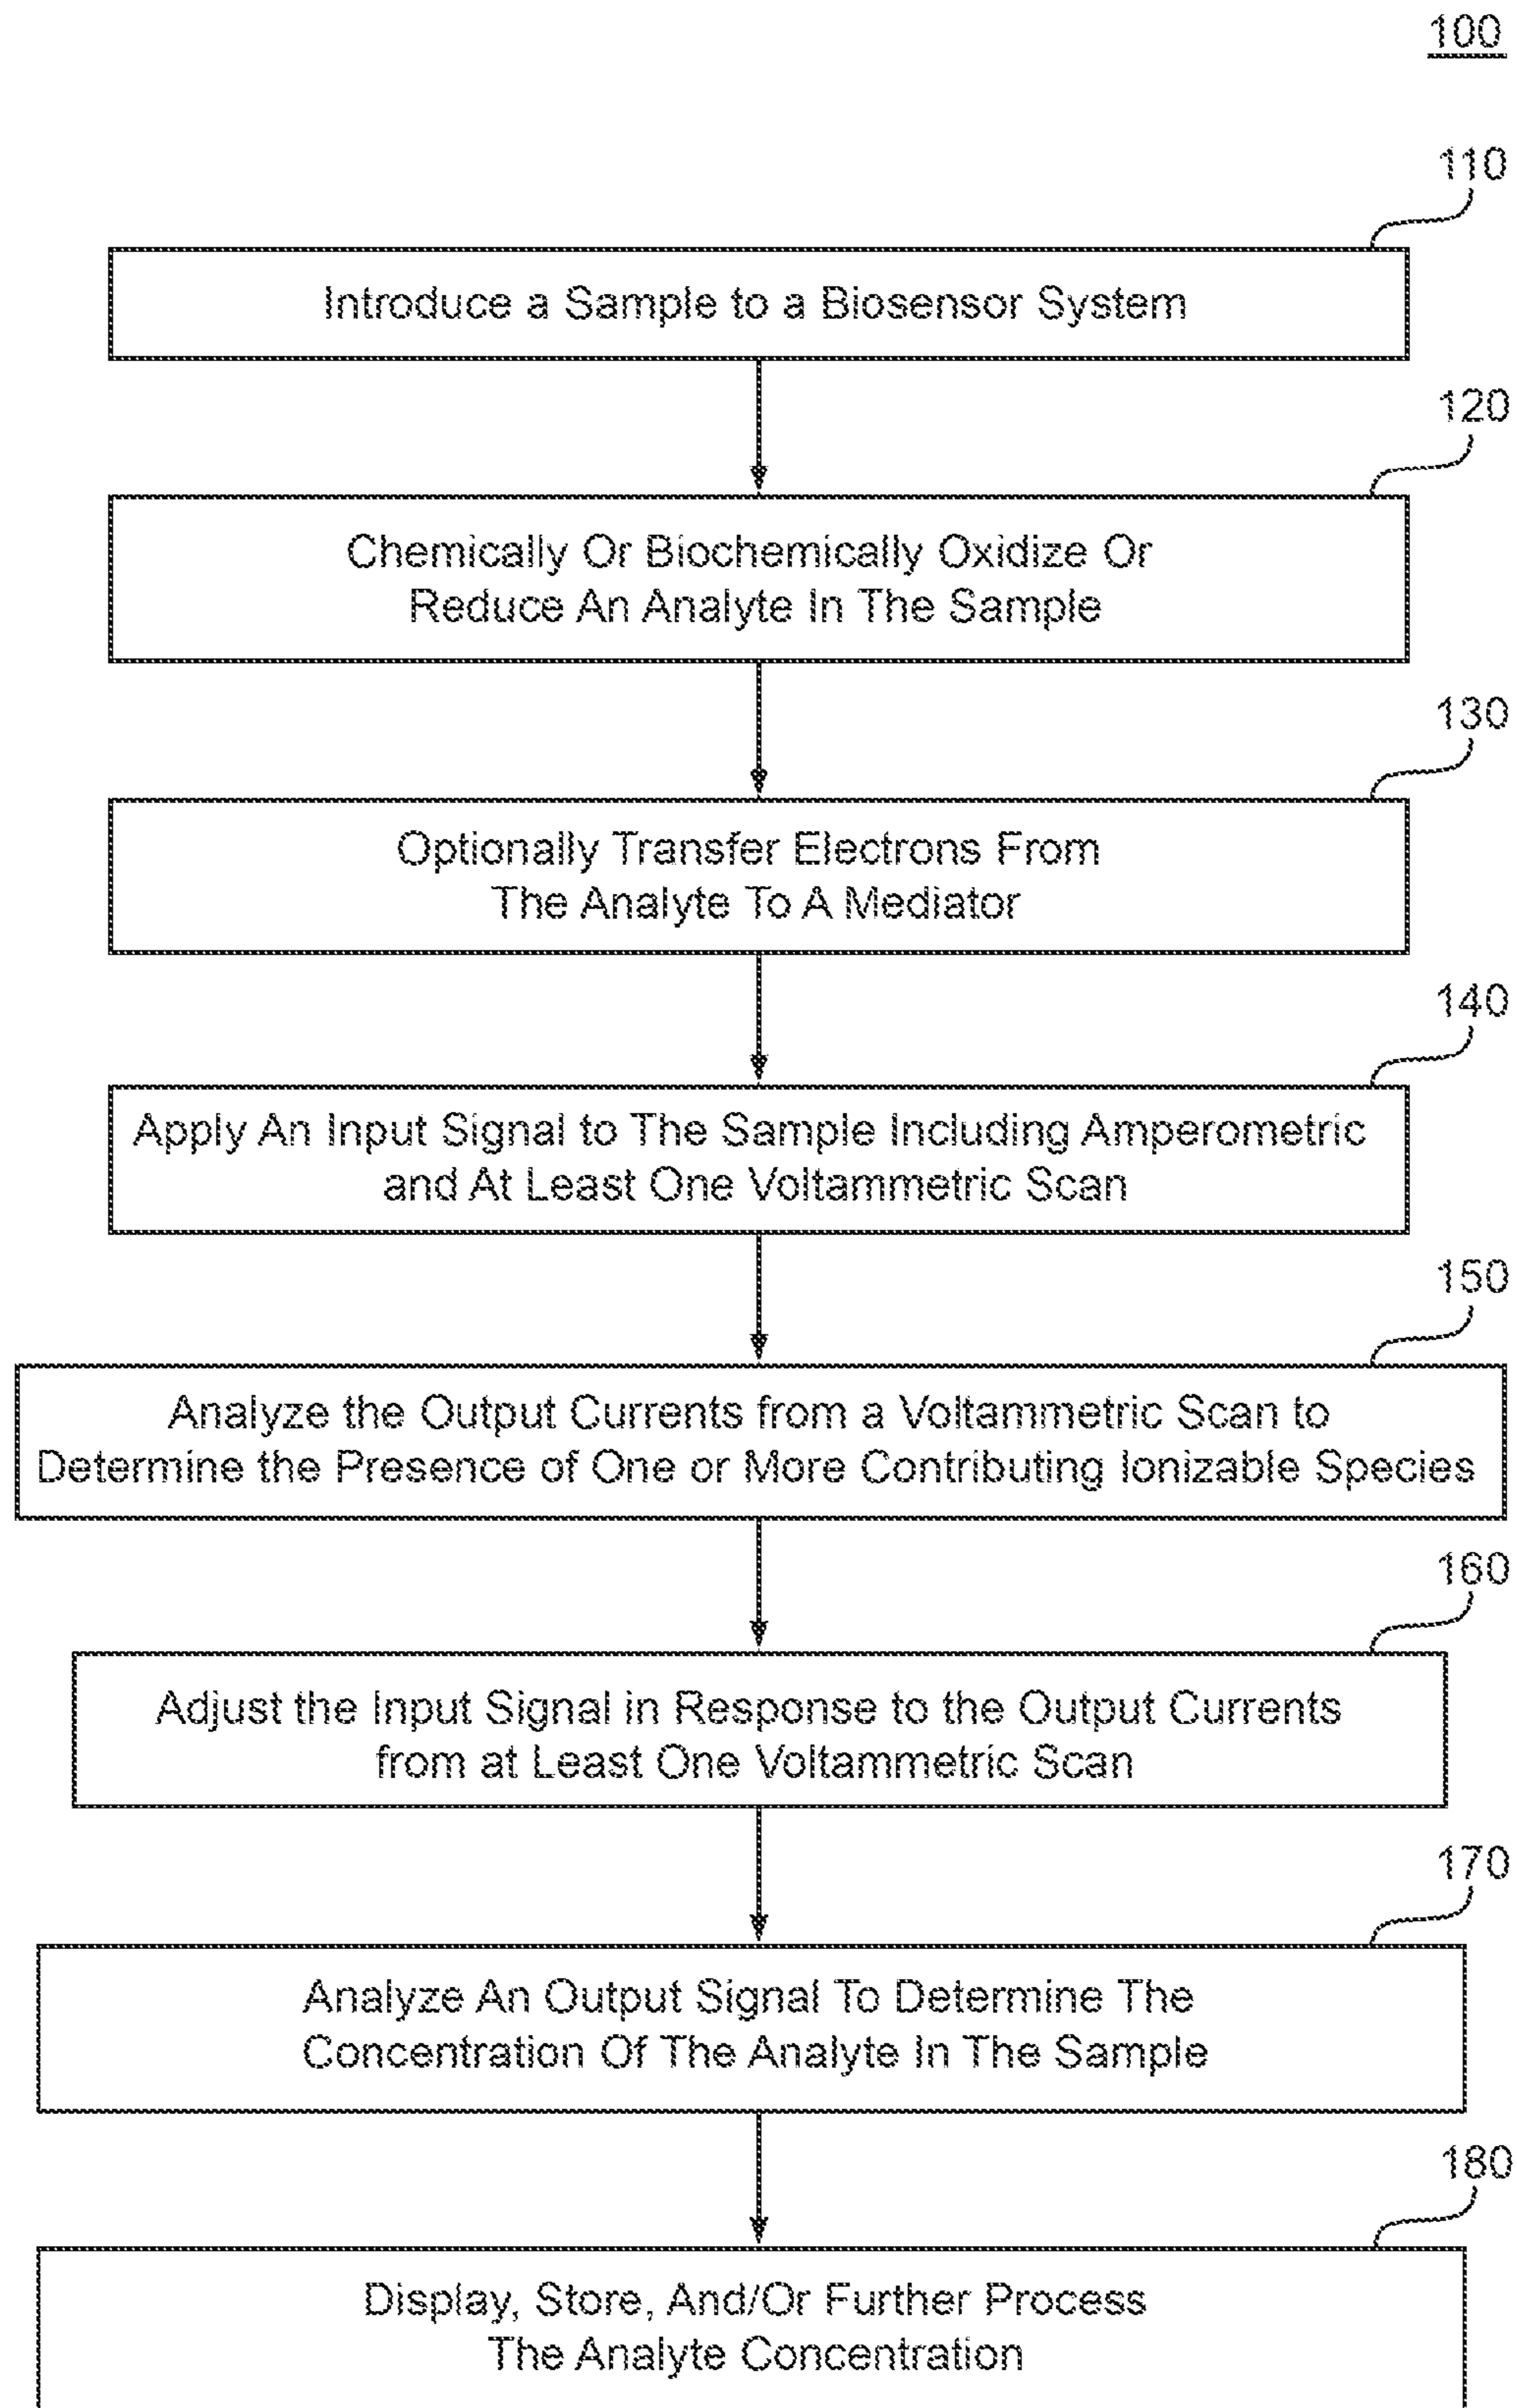 100
110
Introduce a Sample to a Biosensor System
120
Chemically Or Biochemically Oxidize Or
Reduce An Analyte In The Sample
130
Optionally Transfer Electrons From
The Analyte To A Mediator
140
Apply An Input Signal to The Sample Including Amperometric
and At Least One Voltammetric Scan
150
Analyze the Output Currents from a Voltammetric Scan to
Determine the Presence of One or More Contributing Ionizable Species
160
Adjust the Input Signal in Response to the Output Currents
from at Least One Voltammetric Scan
170
Analyze An Output Signal To Determine The
Concentration Of The Analyte In The Sample
180
Display, Store, And/Or Further Process
The Analyte Concentration